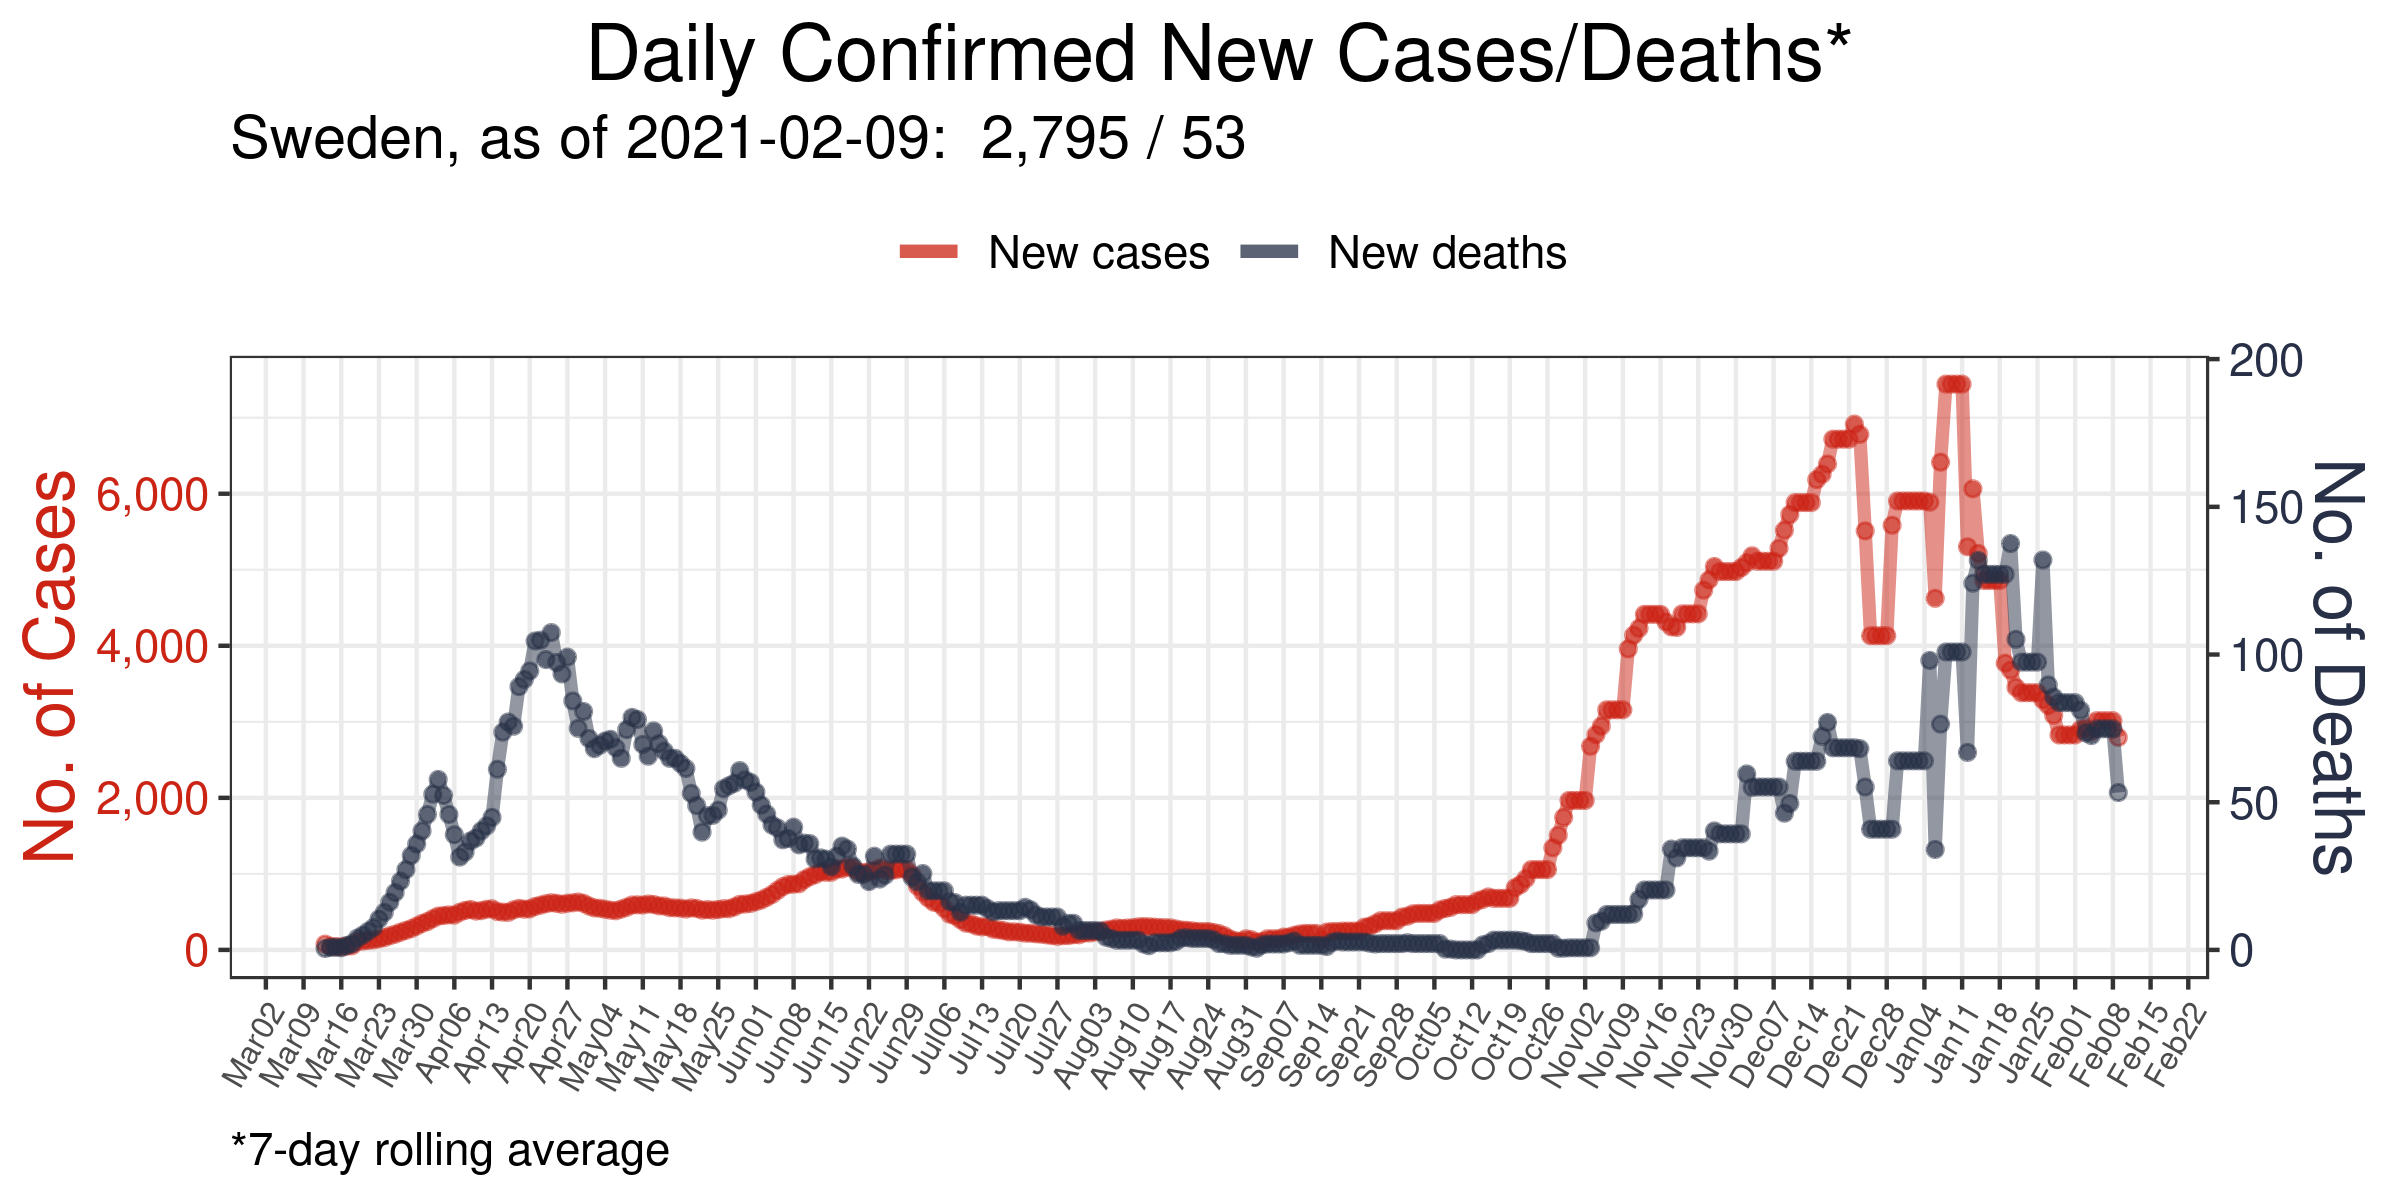 Daily Confirmed New Cases/Deaths*
Sweden, as of 2021-02-09:  2,795 / 53
New cases
New deaths
No. of Cases
6,000
4,000
2,000
0
200
150
100
50
0
No. of Deaths
Mar02
Mar09
Mar16
Mar23
Mar30
Apr06
Apr13
Apr20
Apr27
May04
May11
May18
May25
Jun01
Jun08
Jun15
Jun22
Jun29
Jul06
Jul13
Jul20
Jul27
Aug03
Aug10
Aug17
Aug24
Aug31
Sep07
Sep14
Sep21
Sep28
Oct05
Oct12
Oct19
Oct26
Nov02
Nov09
Nov16
Nov23
Nov30
Dec07
Dec14
Dec21
Dec28
Jan04
Jan11
Jan18
Jan25
Feb01
Feb08
Feb15
Feb22
*7-day rolling average